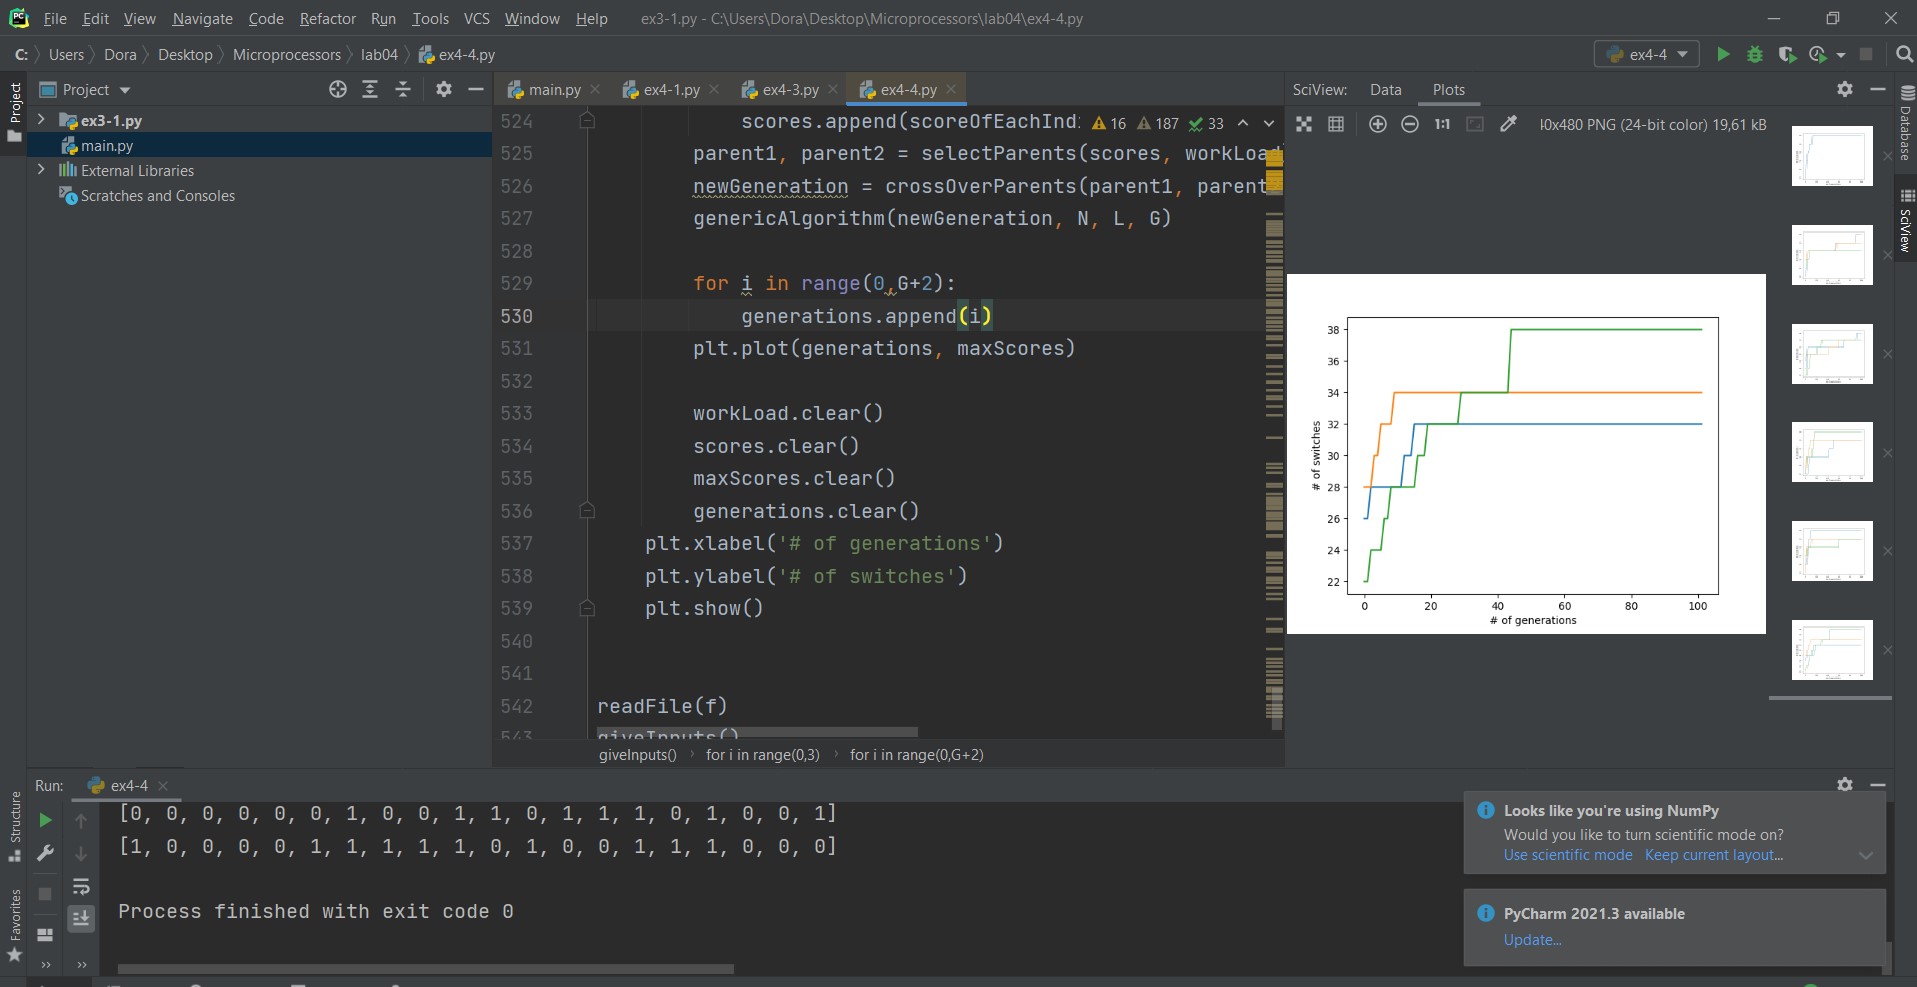 PC File Edit View Navigate Code Refactor Run Tools VCS Window Help ex3-1.py - C:\Users\Dora\Desktop\Microprocessors\lab04\ex4-4.py
C: Users Dora Desktop Microprocessors lab04 ex4-4.py ex4-4
Project
Project
ex3-1.py
main.py
External Libraries
Scratches and Consoles
main.py ex4-1.py ex4-3.py ex4-4.py
16 187 33
524 scores.append(scoreOfEachInd:
525 parent1, parent2 = selectParents(scores, workLoad
526 newGeneration = crossOverParents(parent1, parent
527 genericAlgorithm(newGeneration, N, L, G)
528
529 for i in range(0,G+2):
530 generations.append(i)
531 plt.plot(generations, maxScores)
532
533 workLoad.clear()
534 scores.clear()
535 maxScores.clear()
536 generations.clear()
537 plt.xlabel('# of generations')
538 plt.ylabel('# of switches')
539 plt.show()
540
541
542 readFile(f)
543 giveInputs()
giveInputs() for i in range(0,3) for i in range(0,G+2)
SciView: Data Plots
1:1 40x480 PNG (24-bit color) 19,61 kB
38
36
34
32
30
28
26
24
22
# of switches
0 20 40 60 80 100
# of generations
Database
SciView
Run: ex4-4
[0, 0, 0, 0, 0, 0, 1, 0, 0, 1, 1, 0, 1, 1, 1, 0, 1, 0, 0, 1]
[1, 0, 0, 0, 0, 1, 1, 1, 1, 1, 0, 1, 0, 0, 1, 1, 1, 0, 0, 0]
Process finished with exit code 0
Structure
Favorites
Looks like you're using NumPy
Would you like to turn scientific mode on?
Use scientific mode Keep current layout...
PyCharm 2021.3 available
Update...